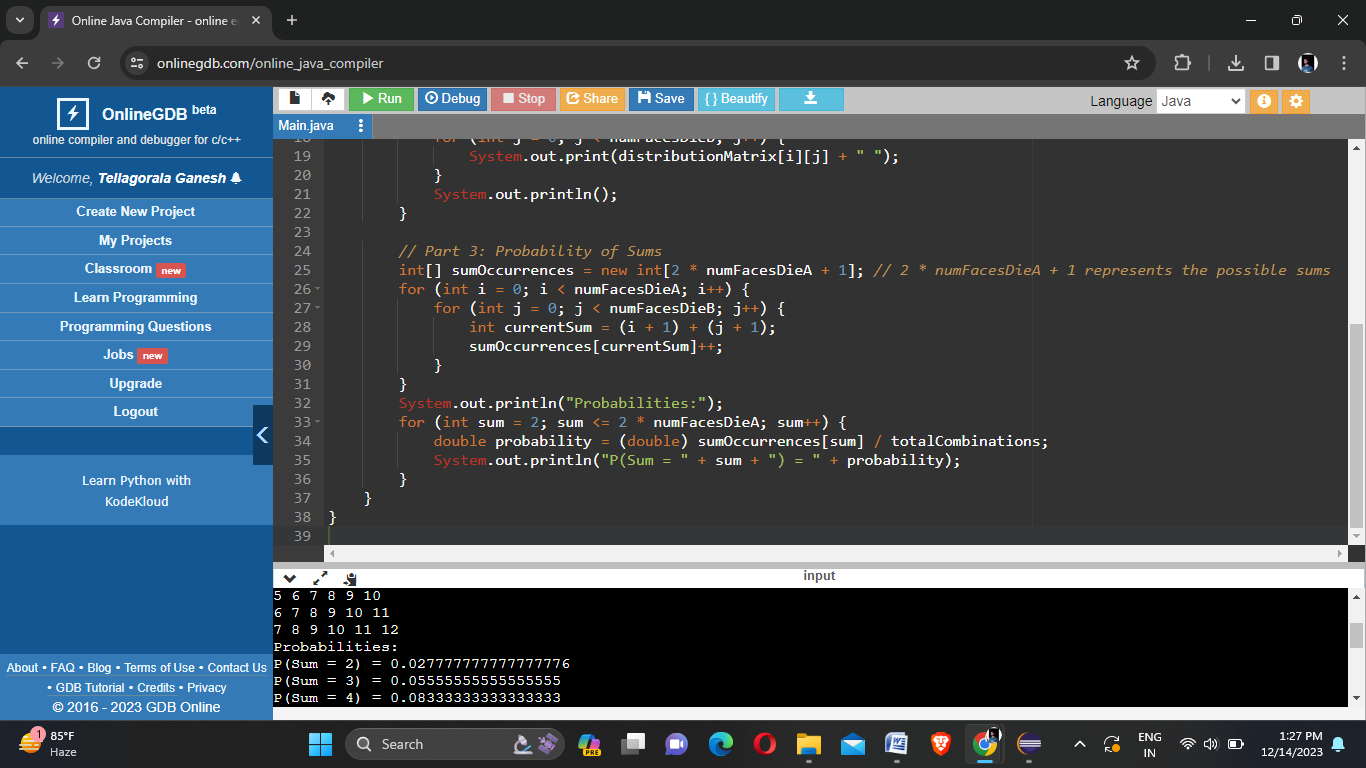 Online Java Compiler - online e
onlinegdb.com/online_java_compiler
OnlineGDB beta
online compiler and debugger for c/c++
Welcome, Tellagorala Ganesh
Create New Project
My Projects
Classroom new
Learn Programming
Programming Questions
Jobs new
Upgrade
Logout
Learn Python with
KodeKloud
About • FAQ • Blog • Terms of Use • Contact Us
• GDB Tutorial • Credits • Privacy
© 2016 - 2023 GDB Online
Run Debug Stop Share Save { } Beautify
Language Java
Main.java
18 for (int j = 0; j < numFacesDieB; j++) {
19 System.out.print(distributionMatrix[i][j] + " ");
20 }
21 System.out.println();
22 }
23
24 // Part 3: Probability of Sums
25 int[] sumOccurrences = new int[2 * numFacesDieA + 1]; // 2 * numFacesDieA + 1 represents the possible sums
26 for (int i = 0; i < numFacesDieA; i++) {
27 for (int j = 0; j < numFacesDieB; j++) {
28 int currentSum = (i + 1) + (j + 1);
29 sumOccurrences[currentSum]++;
30 }
31 }
32 System.out.println("Probabilities:");
33 for (int sum = 2; sum <= 2 * numFacesDieA; sum++) {
34 double probability = (double) sumOccurrences[sum] / totalCombinations;
35 System.out.println("P(Sum = " + sum + ") = " + probability);
36 }
37 }
38 }
39
input
5 6 7 8 9 10
6 7 8 9 10 11
7 8 9 10 11 12
Probabilities:
P(Sum = 2) = 0.027777777777777776
P(Sum = 3) = 0.05555555555555555
P(Sum = 4) = 0.08333333333333333
1
85°F
Haze
Search
PRE
ENG
IN
1:27 PM
12/14/2023